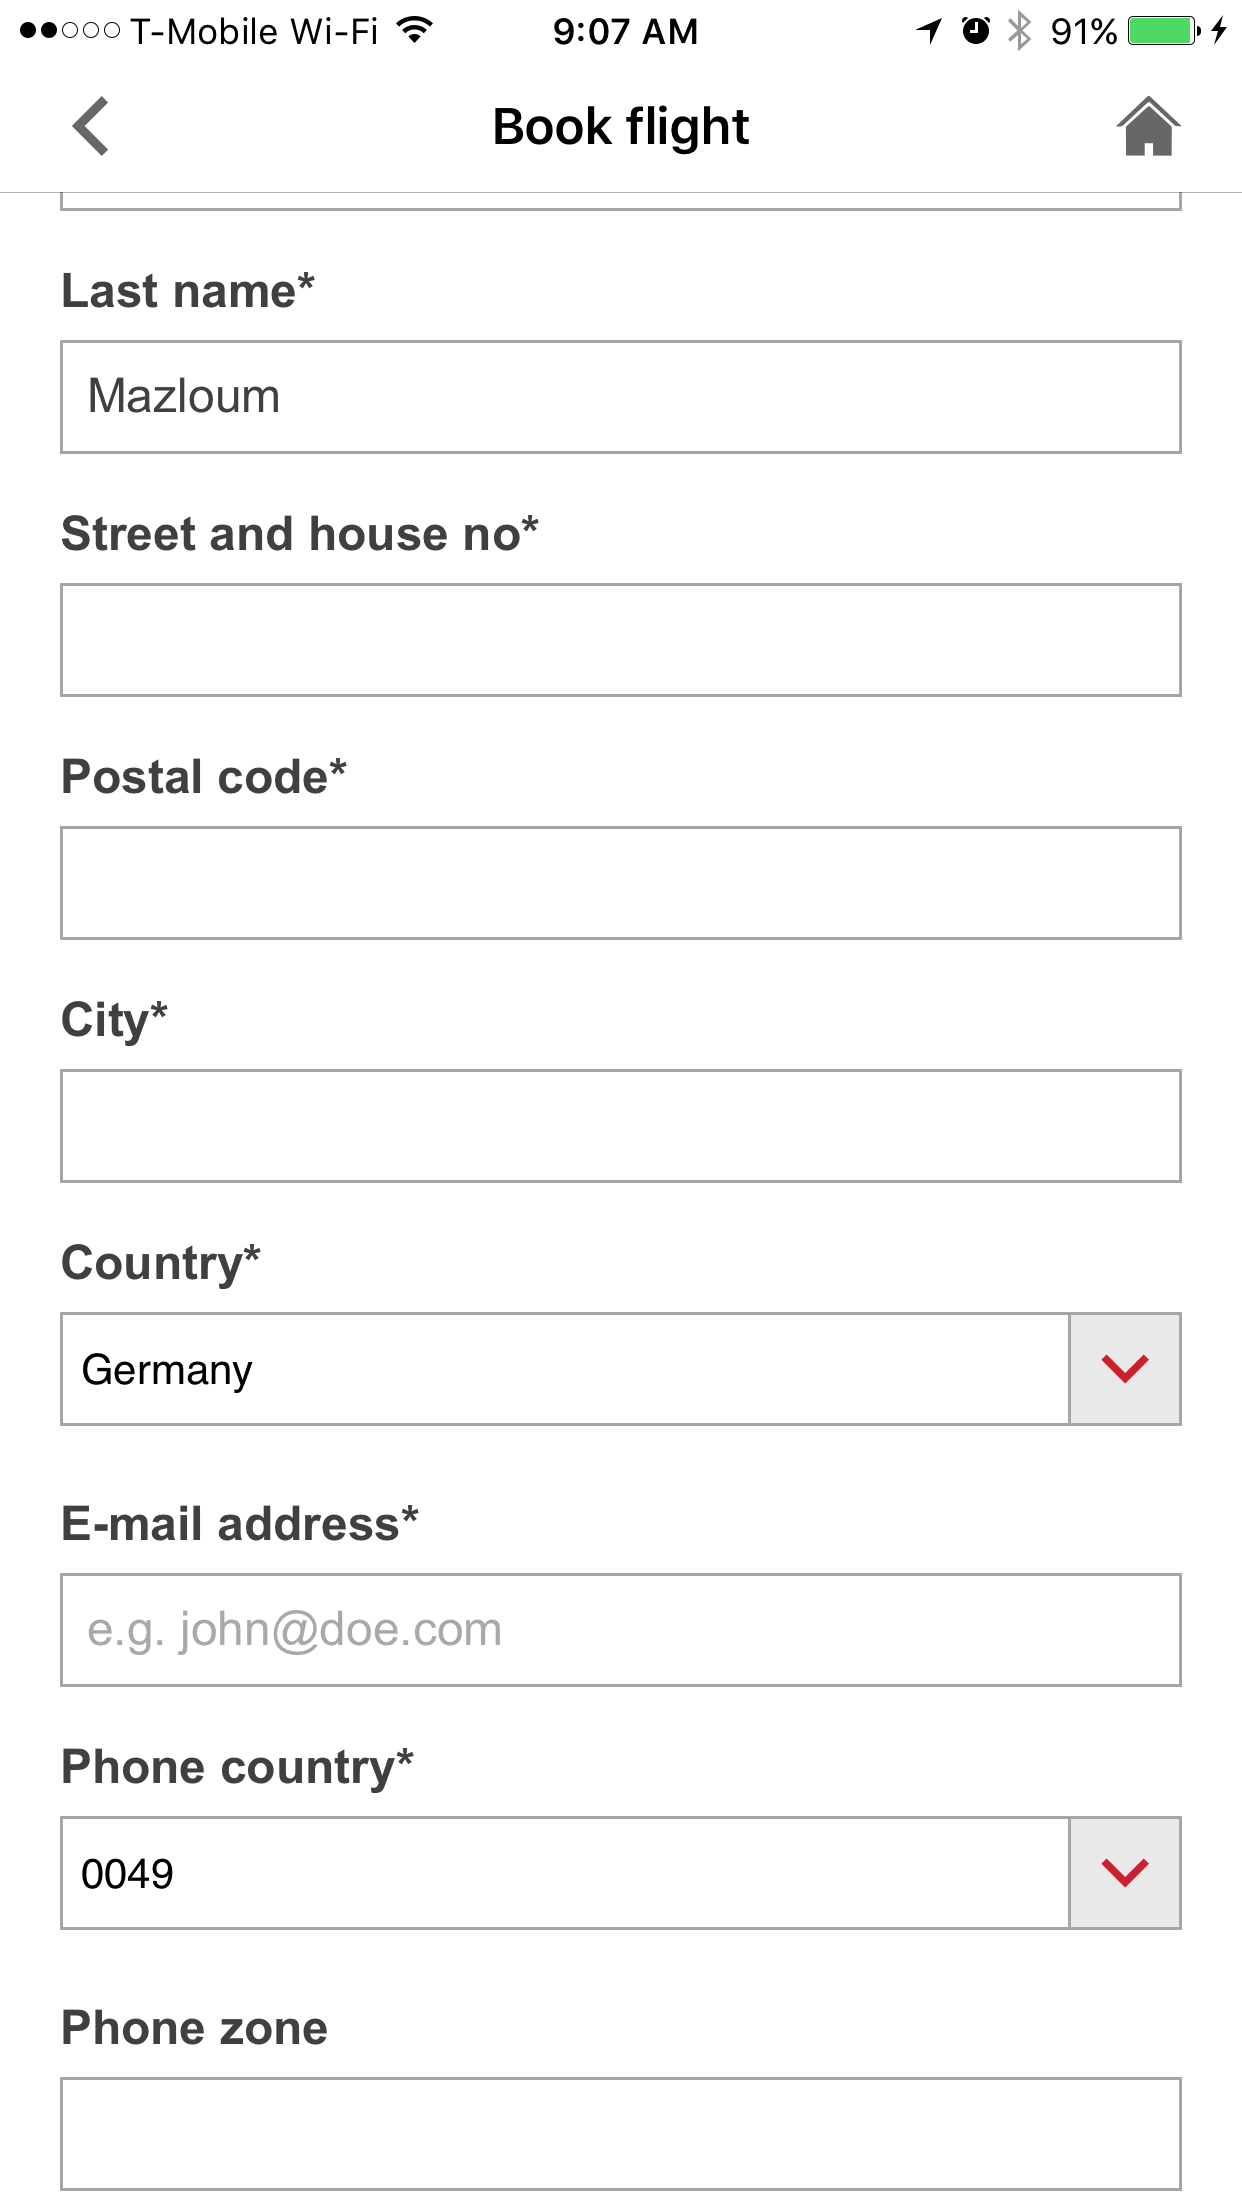 T-Mobile Wi-Fi 9:07 AM 91%
Book flight
Last name*
Mazloum
Street and house no*
Postal code*
City*
Country*
Germany
E-mail address*
e.g. john@doe.com
Phone country*
0049
Phone zone